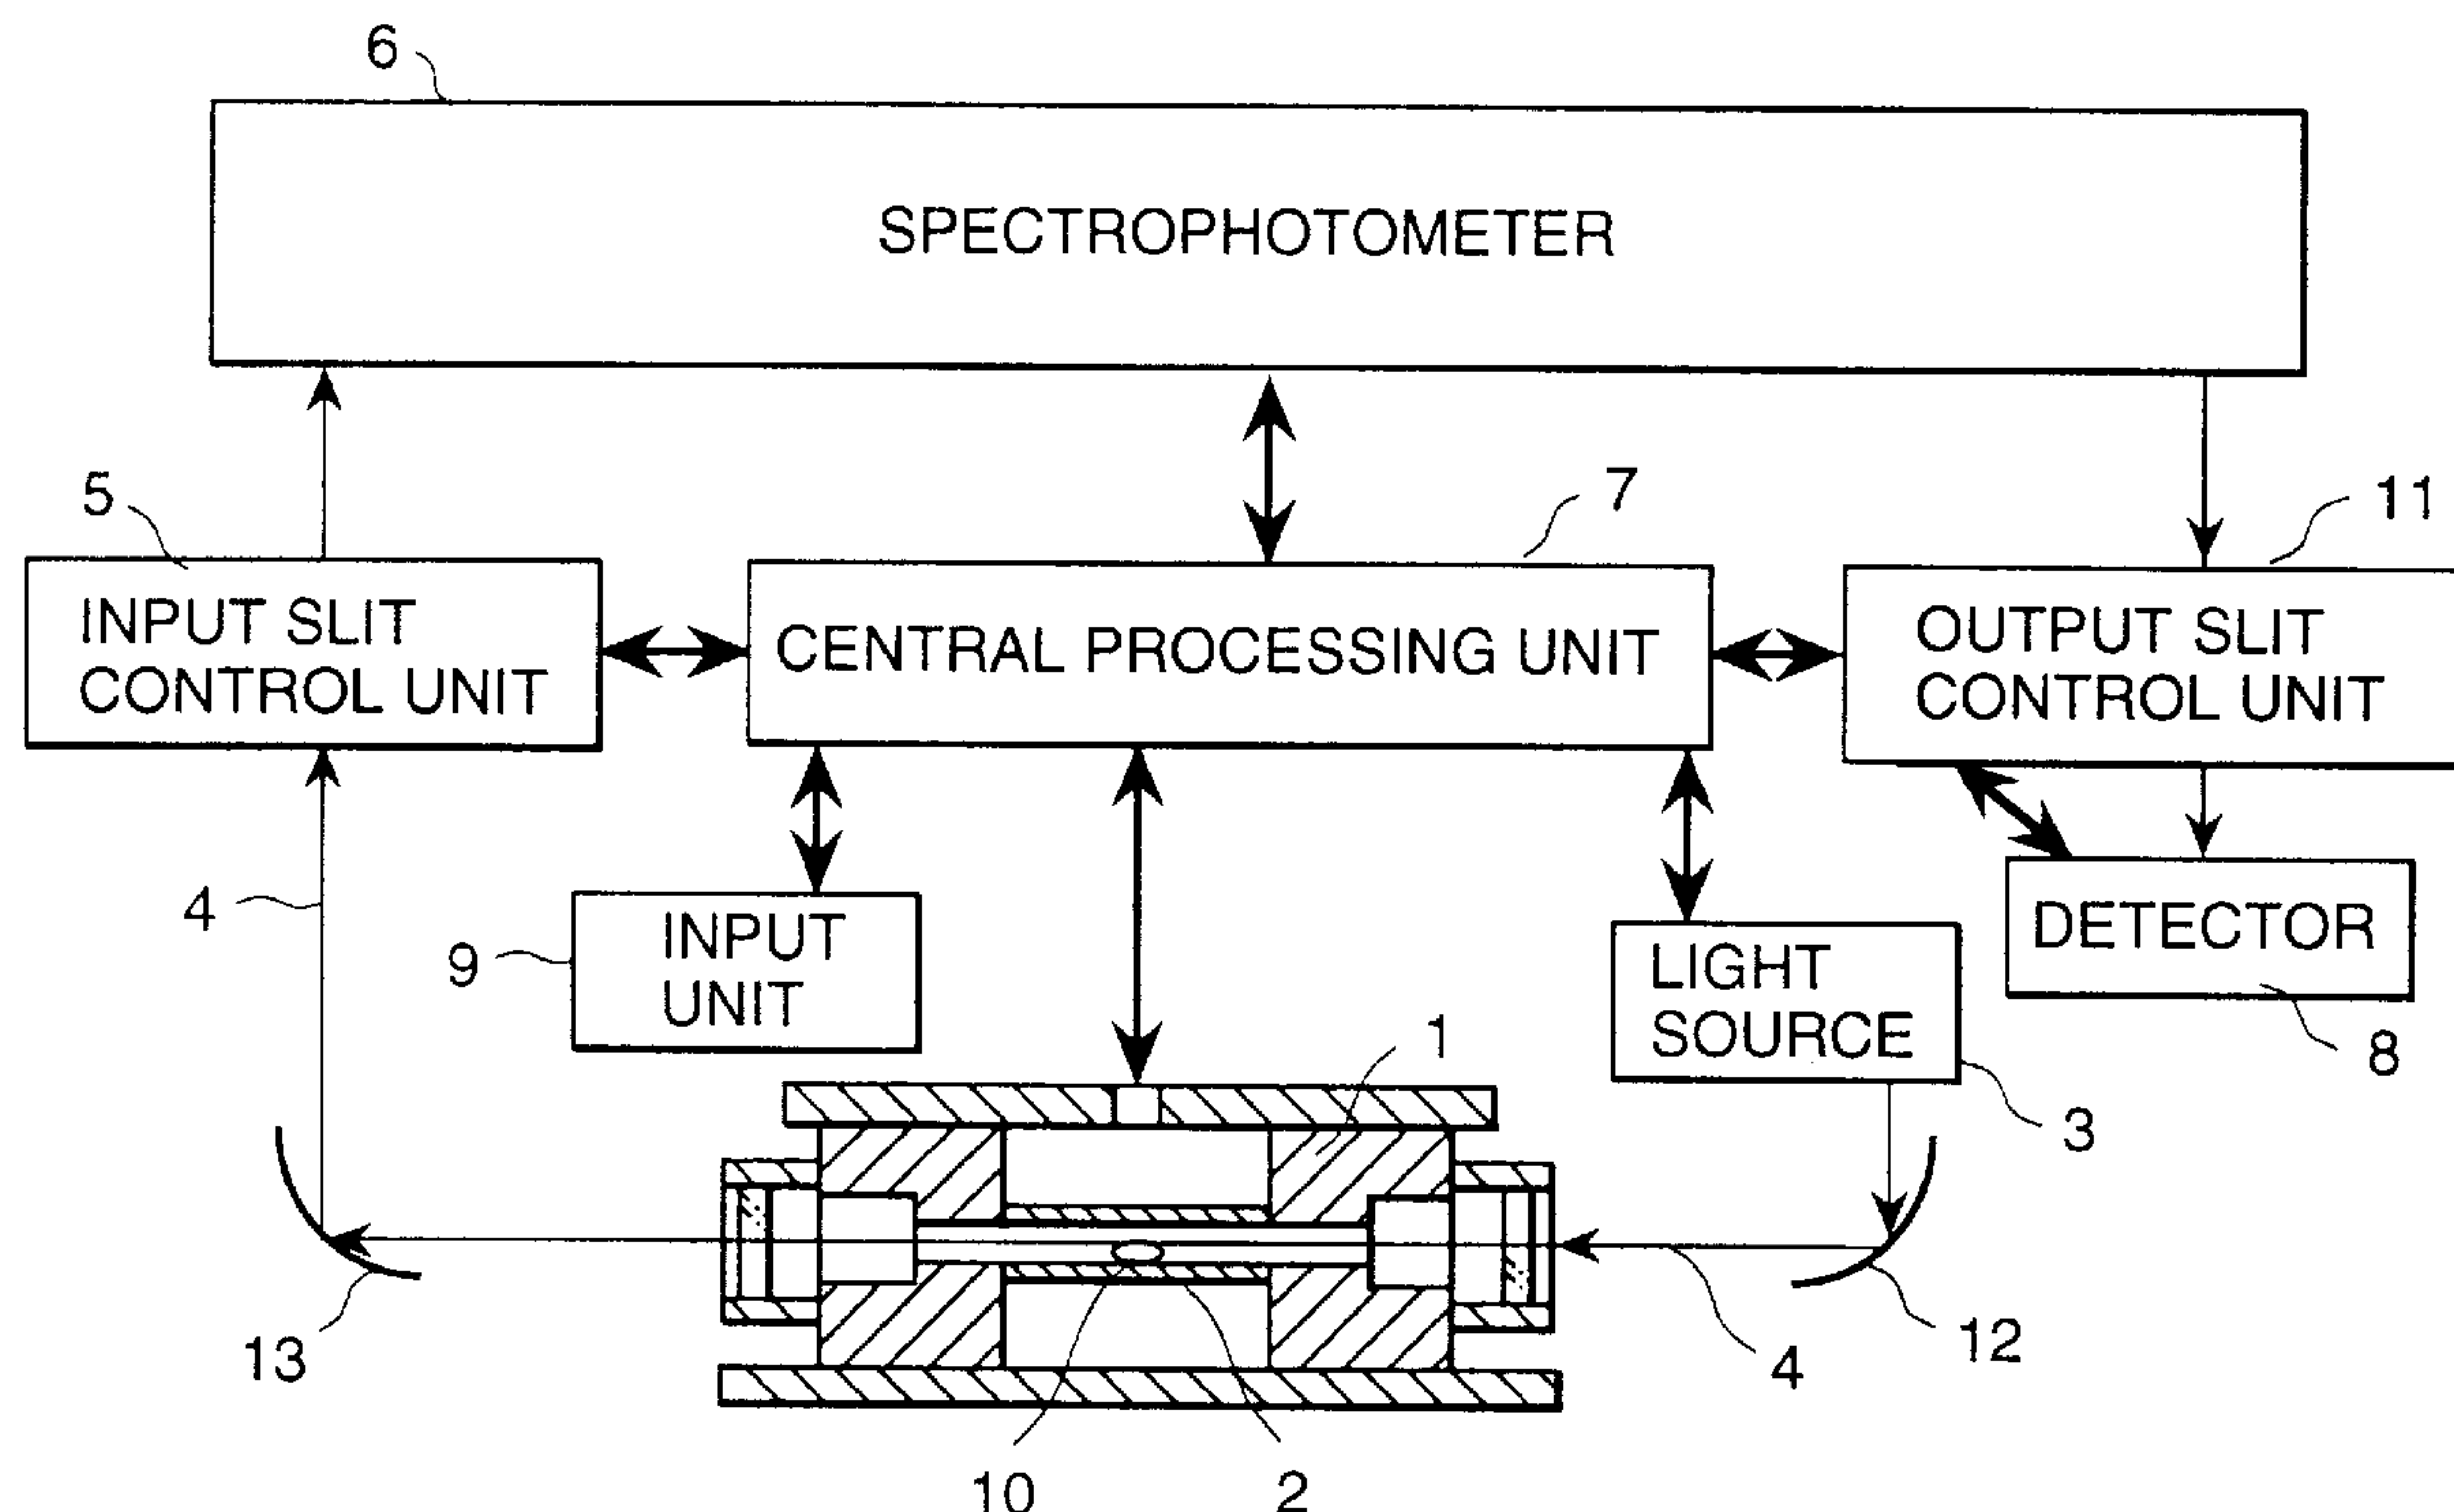 6
SPECTROPHOTOMETER
5
7
11
INPUT SLIT
CONTROL UNIT
CENTRAL PROCESSING UNIT
OUTPUT SLIT
CONTROL UNIT
4
9
INPUT
UNIT
LIGHT
SOURCE
DETECTOR
1
8
3
13
4
12
10
2